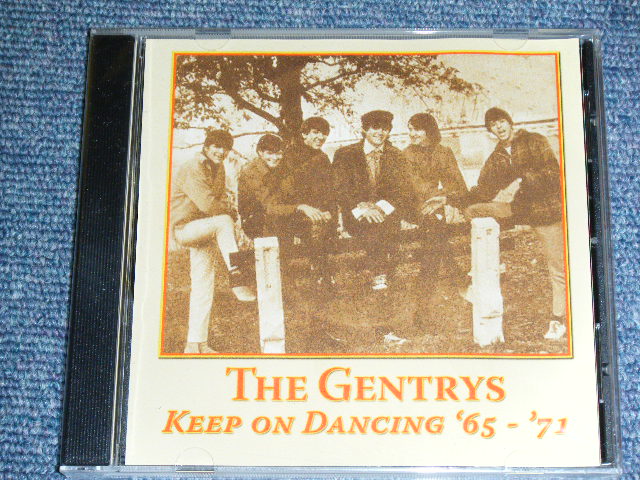 The Gentrys
Keep on Dancing ‘65 - ’71